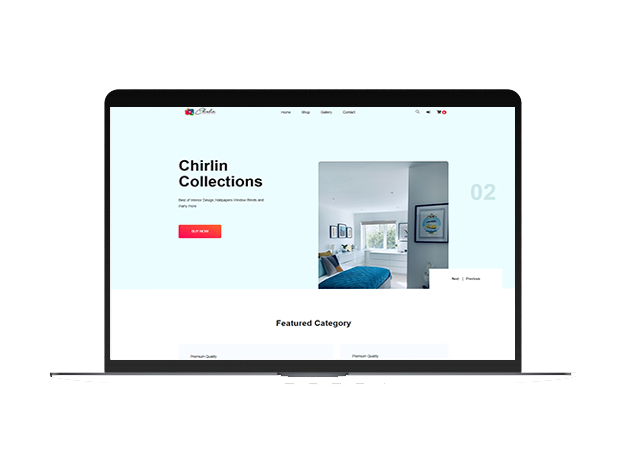 Chirlin
Home Shop Gallery Contact
Chirlin
Collections
Best of Interior Design,Wallpapers,Window Blinds and
many more
BUY NOW
02
Next | Previous
Featured Category
Premium Quality
Premium Quality